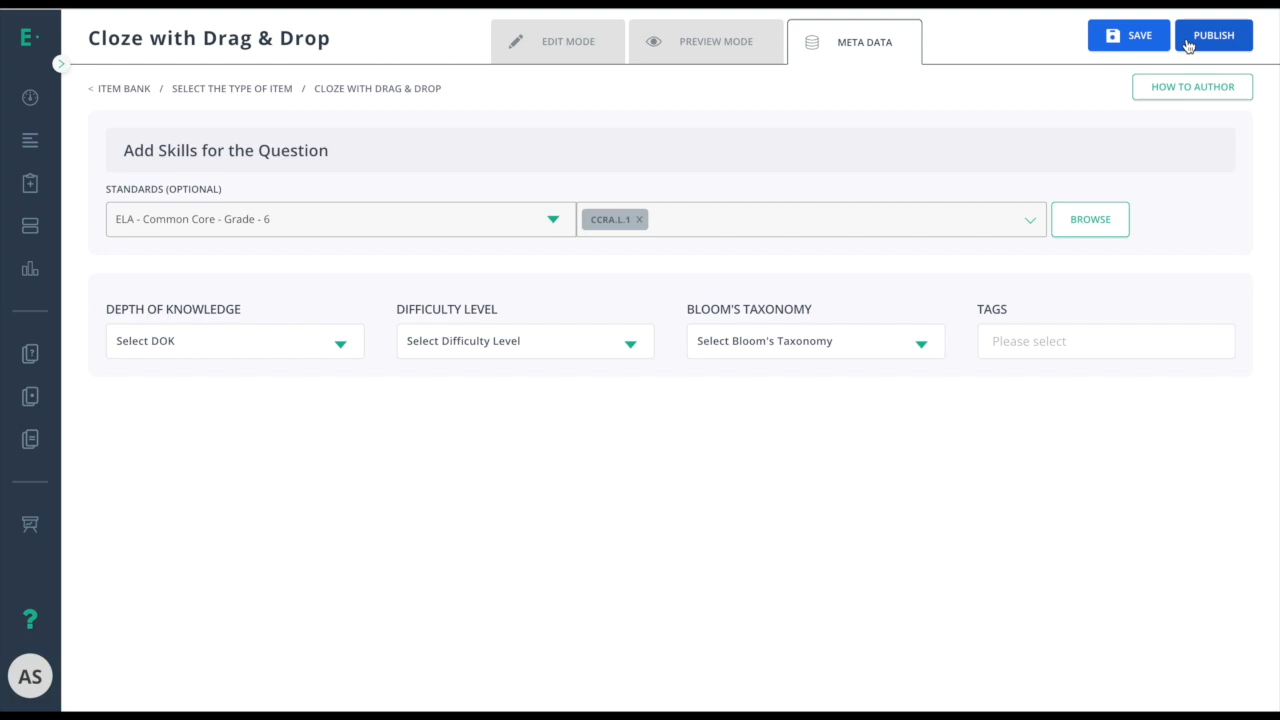 E·
Cloze with Drag & Drop
EDIT MODE
PREVIEW MODE
META DATA
SAVE
PUBLISH
< ITEM BANK / SELECT THE TYPE OF ITEM / CLOZE WITH DRAG & DROP
HOW TO AUTHOR
Add Skills for the Question
STANDARDS (OPTIONAL)
ELA - Common Core - Grade - 6
CCRA.L.1 ×
BROWSE
DEPTH OF KNOWLEDGE
DIFFICULTY LEVEL
BLOOM'S TAXONOMY
TAGS
Select DOK
Select Difficulty Level
Select Bloom's Taxonomy
Please select
?
AS